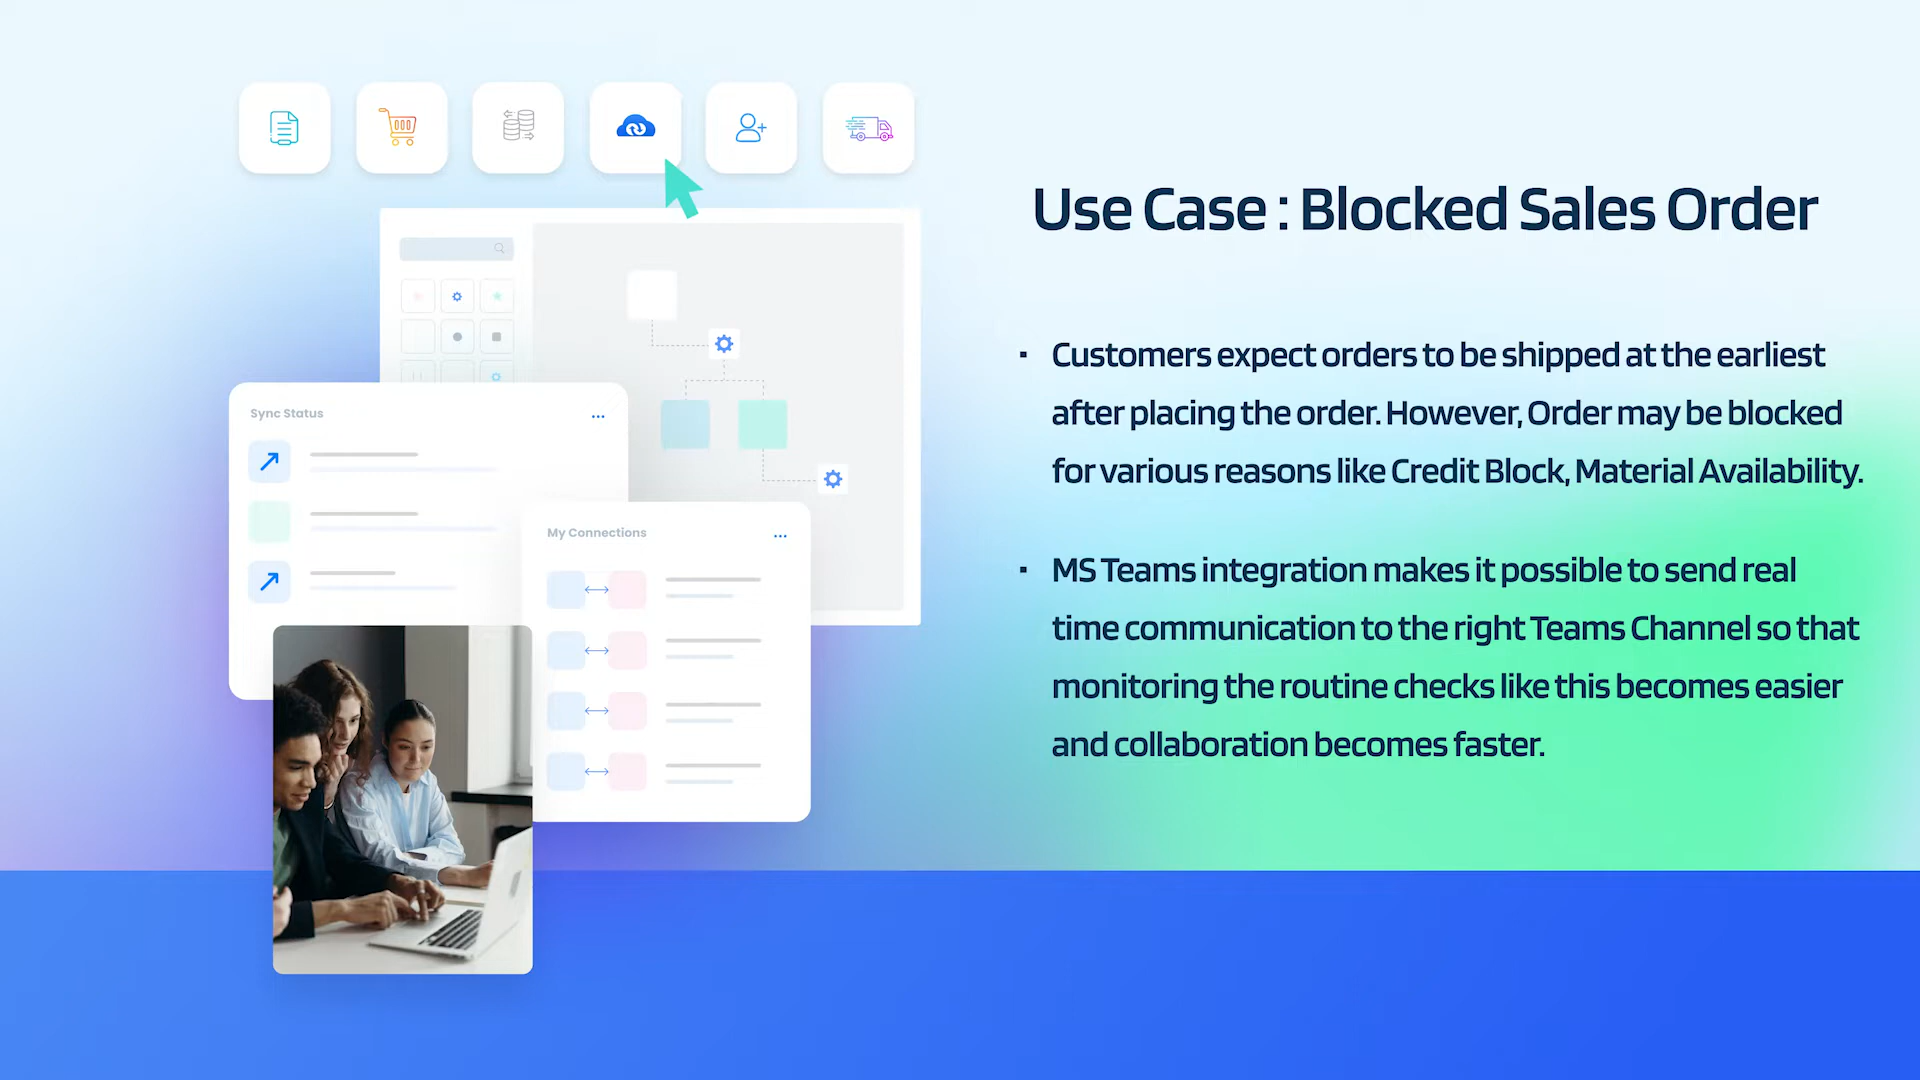 Use Case : Blocked Sales Order
▪ Customers expect orders to be shipped at the earliest
after placing the order. However, Order may be blocked
for various reasons like Credit Block, Material Availability.
▪ MS Teams integration makes it possible to send real
time communication to the right Teams Channel so that
monitoring the routine checks like this becomes easier
and collaboration becomes faster.
Sync Status
My Connections